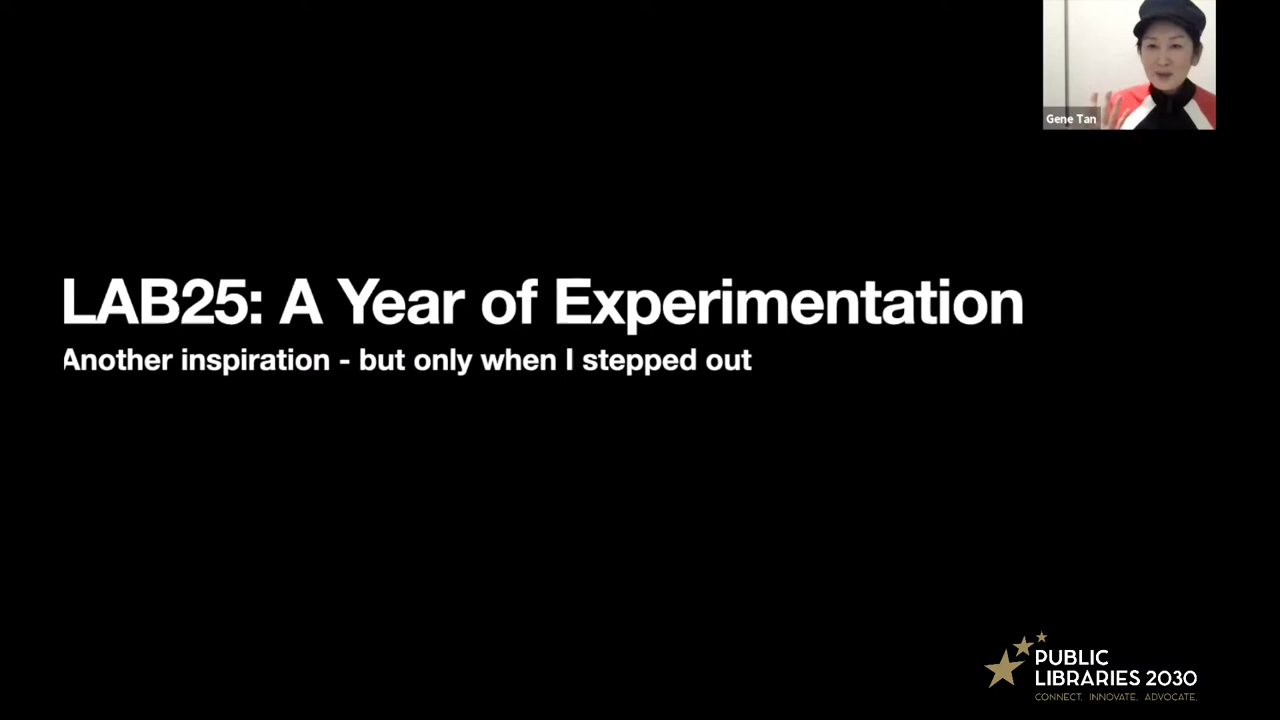 Gene Tan
LAB25: A Year of Experimentation
Another inspiration - but only when I stepped out
PUBLIC
LIBRARIES 2030
CONNECT. INNOVATE. ADVOCATE.